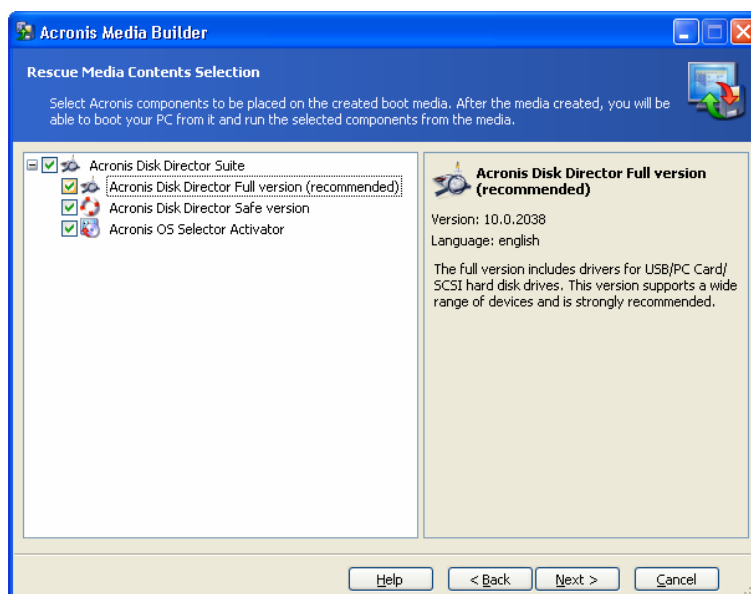 Acronis Media Builder
Rescue Media Contents Selection
Select Acronis components to be placed on the created boot media. After the media created, you will be
able to boot your PC from it and run the selected components from the media.
Acronis Disk Director Suite
Acronis Disk Director Full version (recommended)
Acronis Disk Director Safe version
Acronis OS Selector Activator
Acronis Disk Director Full version
(recommended)
Version: 10.0.2038
Language: english
The full version includes drivers for USB/PC Card/
SCSI hard disk drives. This version supports a wide
range of devices and is strongly recommended.
Help
< Back
Next >
Cancel